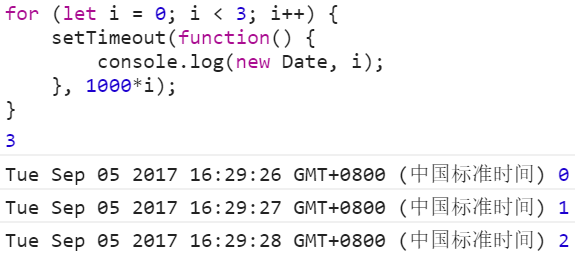 for (let i = 0; i < 3; i++) {
    setTimeout(function() {
        console.log(new Date, i);
    }, 1000*i);
}
3
Tue Sep 05 2017 16:29:26 GMT+0800 (中国标准时间) 0
Tue Sep 05 2017 16:29:27 GMT+0800 (中国标准时间) 1
Tue Sep 05 2017 16:29:28 GMT+0800 (中国标准时间) 2